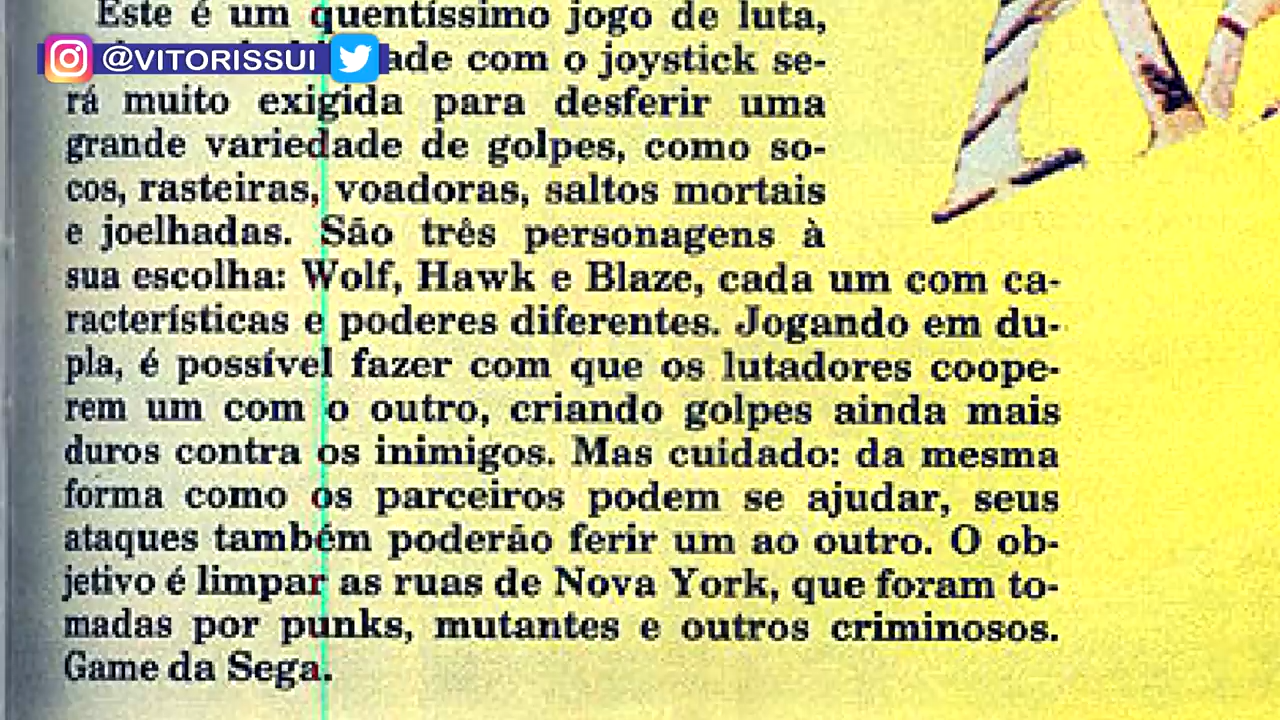 Este é um quentíssimo jogo de luta,
@VITORISSUI
ade com o joystick se-
rá muito exigida para desferir uma
grande variedade de golpes, como so-
cos, rasteiras, voadoras, saltos mortais
e joelhadas. São três personagens à
sua escolha: Wolf, Hawk e Blaze, cada um com ca-
racterísticas e poderes diferentes. Jogando em du-
pla, é possível fazer com que os lutadores coope-
rem um com o outro, criando golpes ainda mais
duros contra os inimigos. Mas cuidado: da mesma
forma como os parceiros podem se ajudar, seus
ataques também poderão ferir um ao outro. O ob-
jetivo é limpar as ruas de Nova York, que foram to-
madas por punks, mutantes e outros criminosos.
Game da Sega.